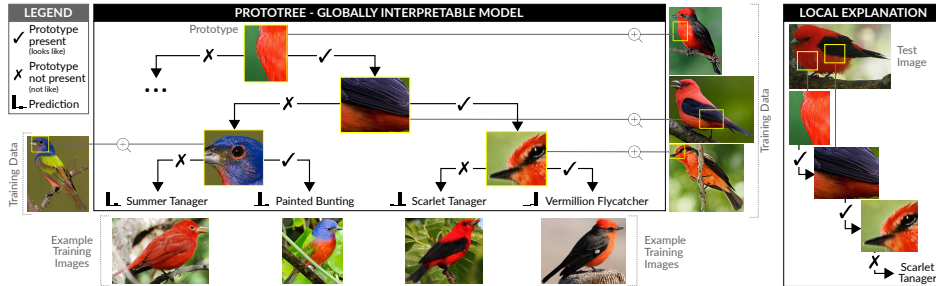 LEGEND
✓ Prototype
present
(looks like)
✗ Prototype
not present
(not like)
Prediction
PROTOTREE - GLOBALLY INTERPRETABLE MODEL
Prototype
✗
✓
...
✗
✓
✗
✓
✗
✓
Summer Tanager
Painted Bunting
Scarlet Tanager
Vermillion Flycatcher
Training Data
Training Data
Example
Training
Images
Example
Training
Images
LOCAL EXPLANATION
Test
Image
✓
✓
✗
Scarlet
Tanager